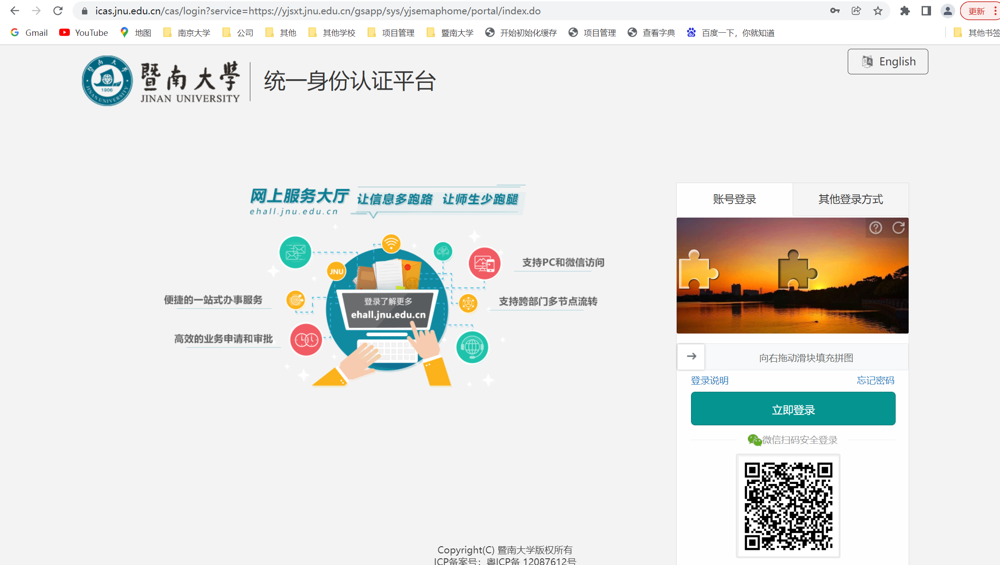 icas.jnu.edu.cn/cas/login?service=https://yjsxt.jnu.edu.cn/gsapp/sys/yjsemaphome/portal/index.do
更新
Gmail YouTube 地图 南京大学 公司 其他 其他学校 项目管理 暨南大学 开始初始化缓存 项目管理 查看字典 百度一下，你就知道 其他书签
English
暨南大学
JINAN UNIVERSITY
1906
暨南大学
JINAN UNIVERSITY
统一身份认证平台
网上服务大厅
ehall.jnu.edu.cn
让信息多跑路 让师生少跑腿
JNU
支持PC和微信访问
便捷的一站式办事服务
登录了解更多
ehall.jnu.edu.cn
支持跨部门多节点流转
高效的业务申请和审批
账号登录
其他登录方式
向右拖动滑块填充拼图
登录说明
忘记密码
立即登录
微信扫码安全登录
Copyright(C) 暨南大学版权所有
ICP备案号：粤ICP备 12087612号